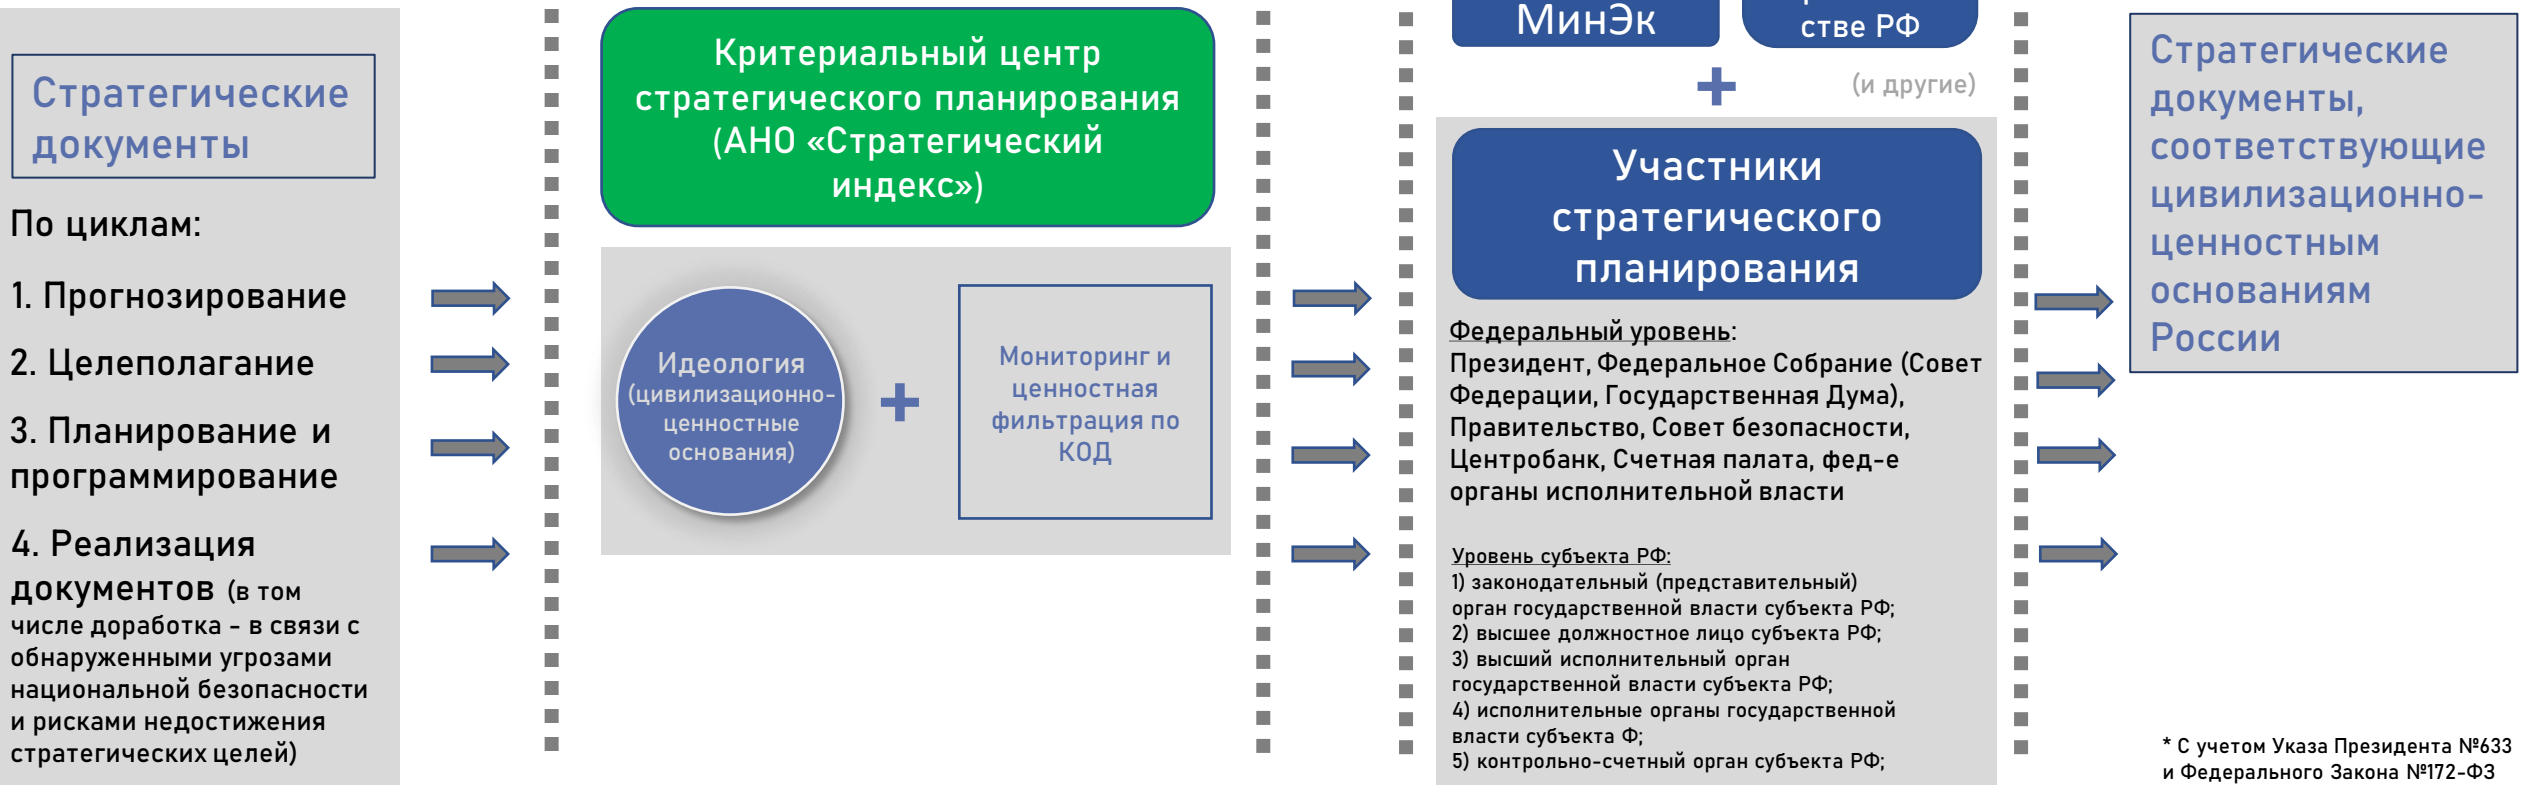 Стратегические
документы
По циклам:
1. Прогнозирование
2. Целеполагание
3. Планирование и
программирование
4. Реализация
документов (в том
числе доработка - в связи с
обнаруженными угрозами
национальной безопасности
и рисками недостижения
стратегических целей)
Критериальный центр
стратегического планирования
(АНО «Стратегический
индекс»)
Идеология
(цивилизационно-
ценностные
основания)
+
Мониторинг и
ценностная
фильтрация по
КОД
МинЭк
стве РФ
+
(и другие)
Участники
стратегического
планирования
Федеральный уровень:
Президент, Федеральное Собрание (Совет
Федерации, Государственная Дума),
Правительство, Совет безопасности,
Центробанк, Счетная палата, фед-е
органы исполнительной власти
Уровень субъекта РФ:
1) законодательный (представительный)
орган государственной власти субъекта РФ;
2) высшее должностное лицо субъекта РФ;
3) высший исполнительный орган
государственной власти субъекта РФ;
4) исполнительные органы государственной
власти субъекта Ф;
5) контрольно-счетный орган субъекта РФ;
Стратегические
документы,
соответствующие
цивилизационно-
ценностным
основаниям
России
* С учетом Указа Президента №633
и Федерального Закона №172-ФЗ